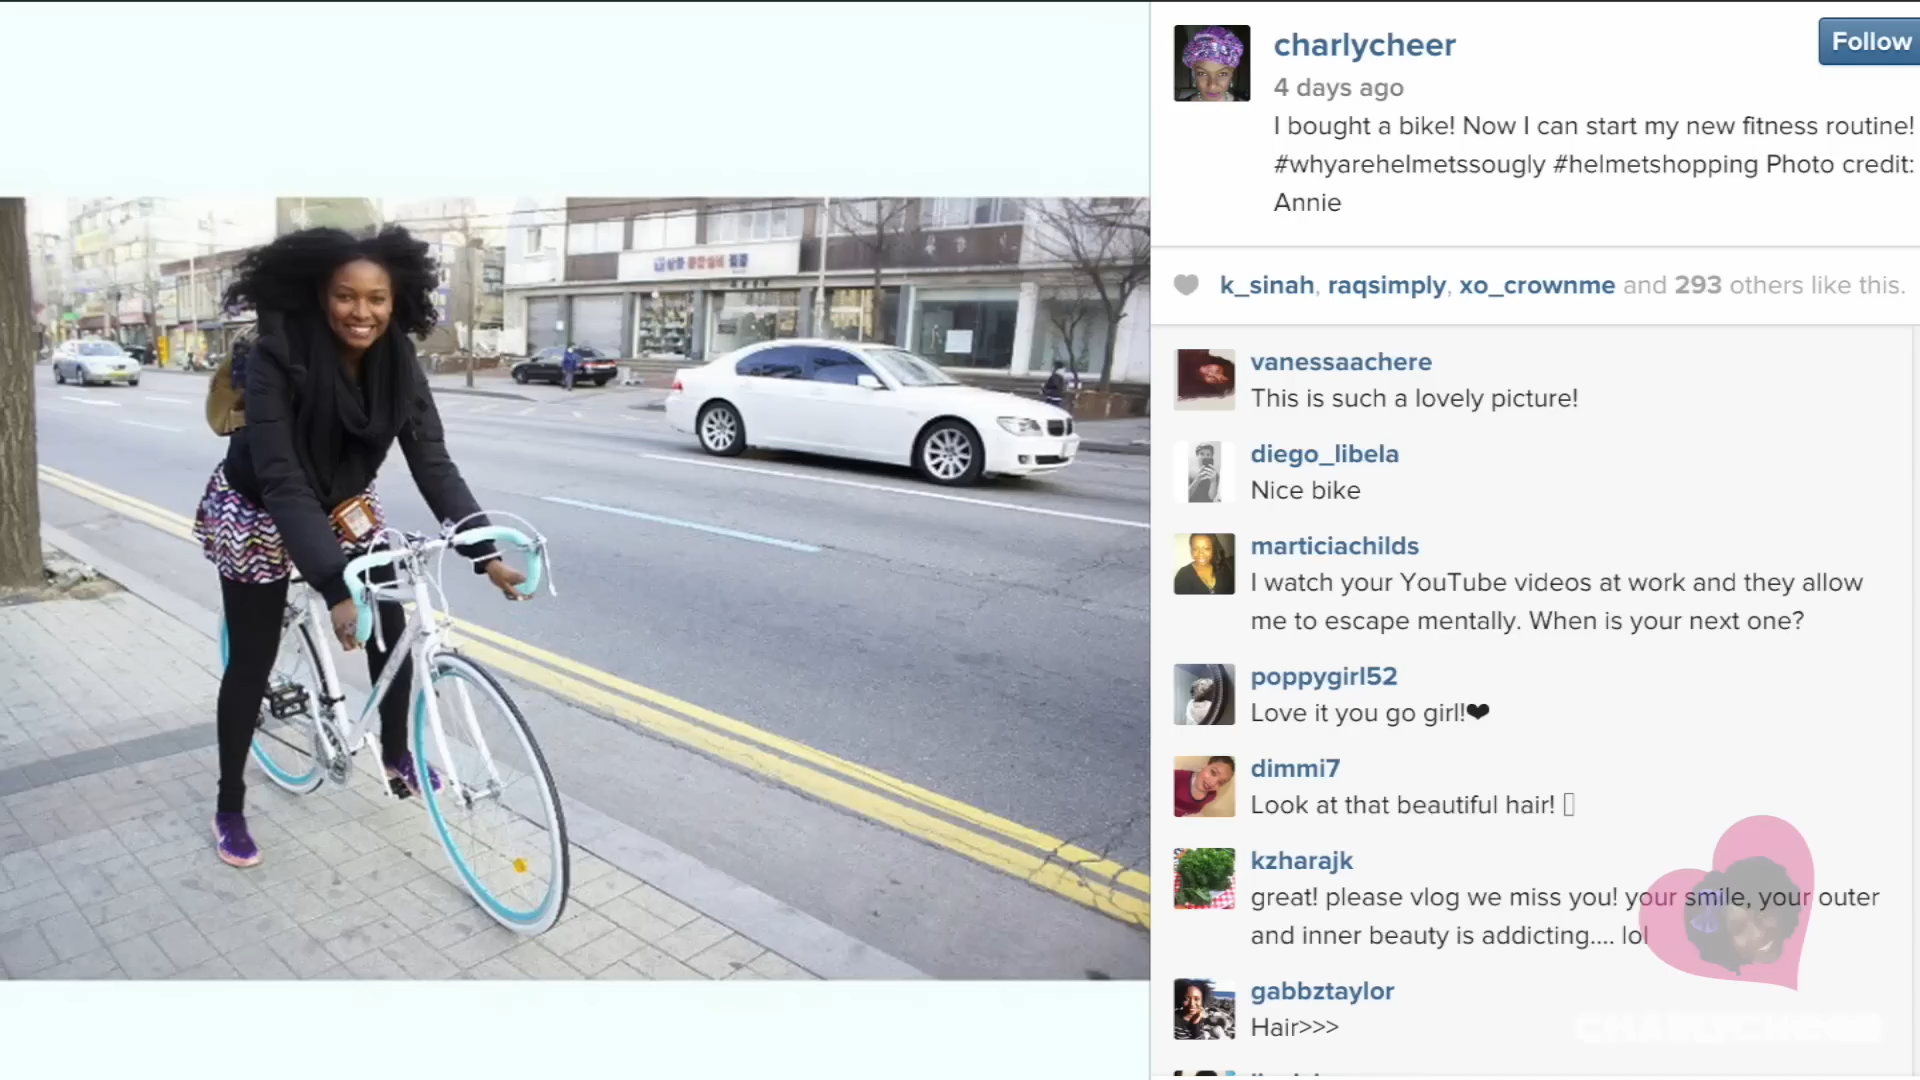 charlycheer
Follow
4 days ago
I bought a bike! Now I can start my new fitness routine!
#whyarehelmetssougly #helmetshopping Photo credit:
Annie
k_sinah, raqsimply, xo_crownme and 293 others like this.
vanessaachere
This is such a lovely picture!
diego_libela
Nice bike
marticiachilds
I watch your YouTube videos at work and they allow
me to escape mentally. When is your next one?
poppygirl52
Love it you go girl!❤
dimmi7
Look at that beautiful hair!
kzharajk
great! please vlog we miss you! your smile, your outer
and inner beauty is addicting.... lol
gabbztaylor
Hair>>>